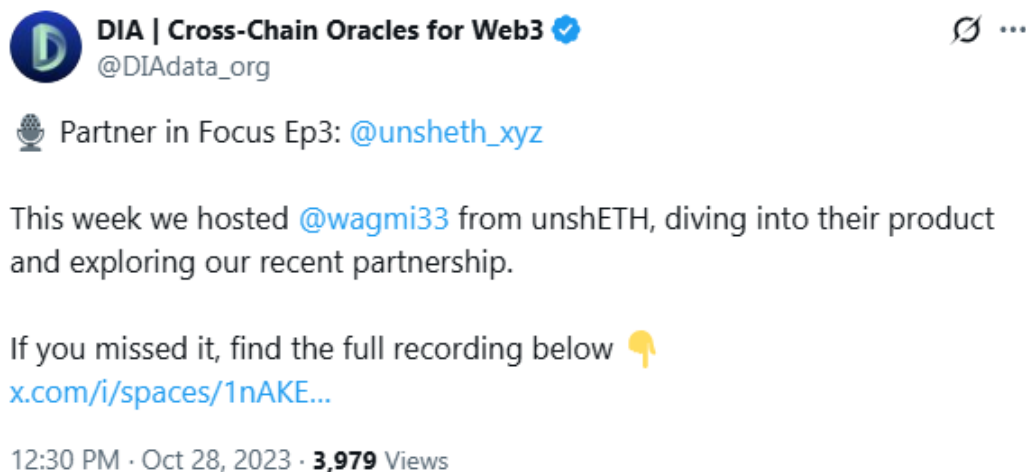 DIA | Cross-Chain Oracles for Web3
@DIAdata_org
🎙️ Partner in Focus Ep3: @unsheth_xyz
This week we hosted @wagmi33 from unshETH, diving into their product
and exploring our recent partnership.
If you missed it, find the full recording below 👇
x.com/i/spaces/1nAKE...
12:30 PM · Oct 28, 2023 · 3,979 Views